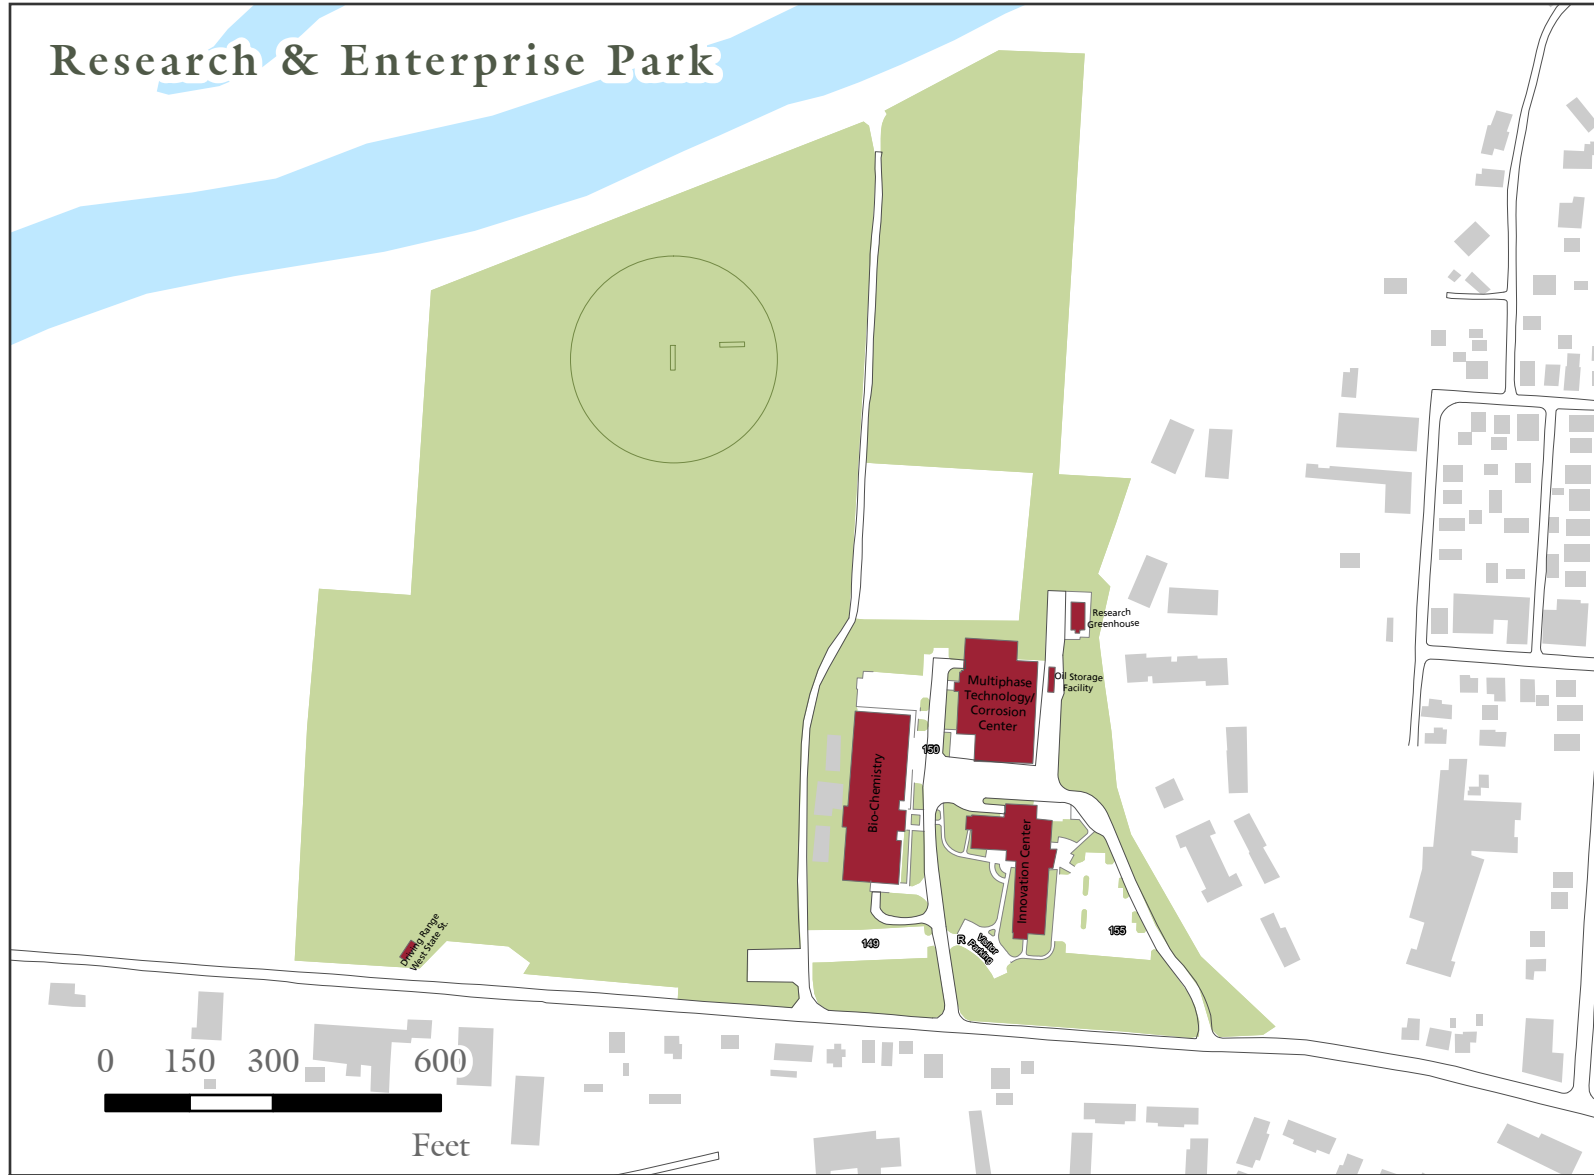 Research & Enterprise Park
Research
Greenhouse
Oil Storage
Facility
Multiphase
Technology/
Corrosion
Center
150
Bio-Chemistry
Innovation Center
Driving Range
West State St.
149
R. Visitor
Parking
155
0 150 300 600
Feet